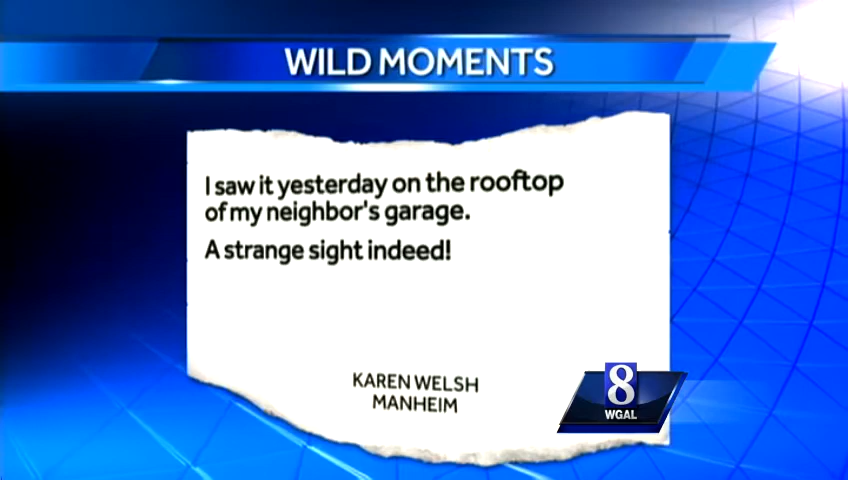 WILD MOMENTS
I saw it yesterday on the rooftop
of my neighbor's garage.
A strange sight indeed!
KAREN WELSH
MANHEIM
8
WGAL